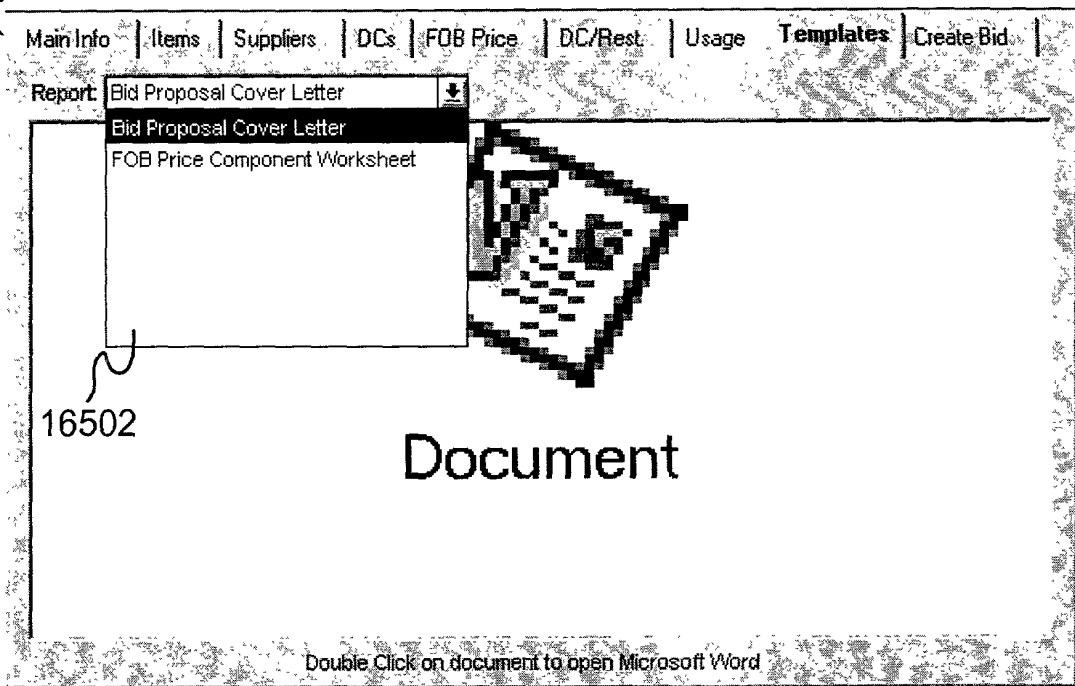 Main Info Items Suppliers DCs FOB Price DC/Rest. Usage Templates Create Bid
Report: Bid Proposal Cover Letter
Bid Proposal Cover Letter
FOB Price Component Worksheet
16502
Document
Double Click on document to open Microsoft Word